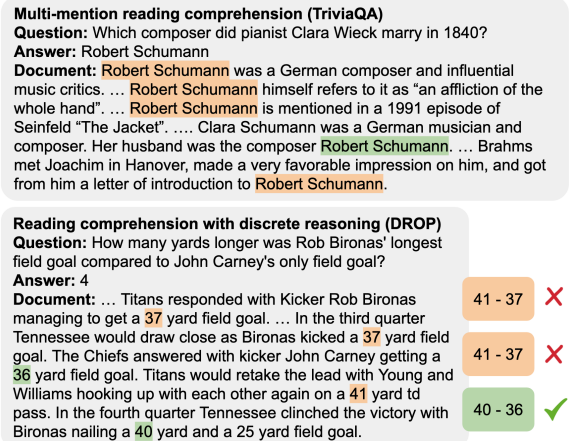 Multi-mention reading comprehension (TriviaQA)
Question: Which composer did pianist Clara Wieck marry in 1840?
Answer: Robert Schumann
Document: Robert Schumann was a German composer and influential
music critics. … Robert Schumann himself refers to it as “an affliction of the
whole hand”. … Robert Schumann is mentioned in a 1991 episode of
Seinfeld “The Jacket”. …. Clara Schumann was a German musician and
composer. Her husband was the composer Robert Schumann. … Brahms
met Joachim in Hanover, made a very favorable impression on him, and got
from him a letter of introduction to Robert Schumann.
Reading comprehension with discrete reasoning (DROP)
Question: How many yards longer was Rob Bironas' longest
field goal compared to John Carney's only field goal?
Answer: 4
Document: … Titans responded with Kicker Rob Bironas
managing to get a 37 yard field goal. … In the third quarter
Tennessee would draw close as Bironas kicked a 37 yard field
goal. The Chiefs answered with kicker John Carney getting a
36 yard field goal. Titans would retake the lead with Young and
Williams hooking up with each other again on a 41 yard td
pass. In the fourth quarter Tennessee clinched the victory with
Bironas nailing a 40 yard and a 25 yard field goal.
41 - 37
41 - 37
40 - 36